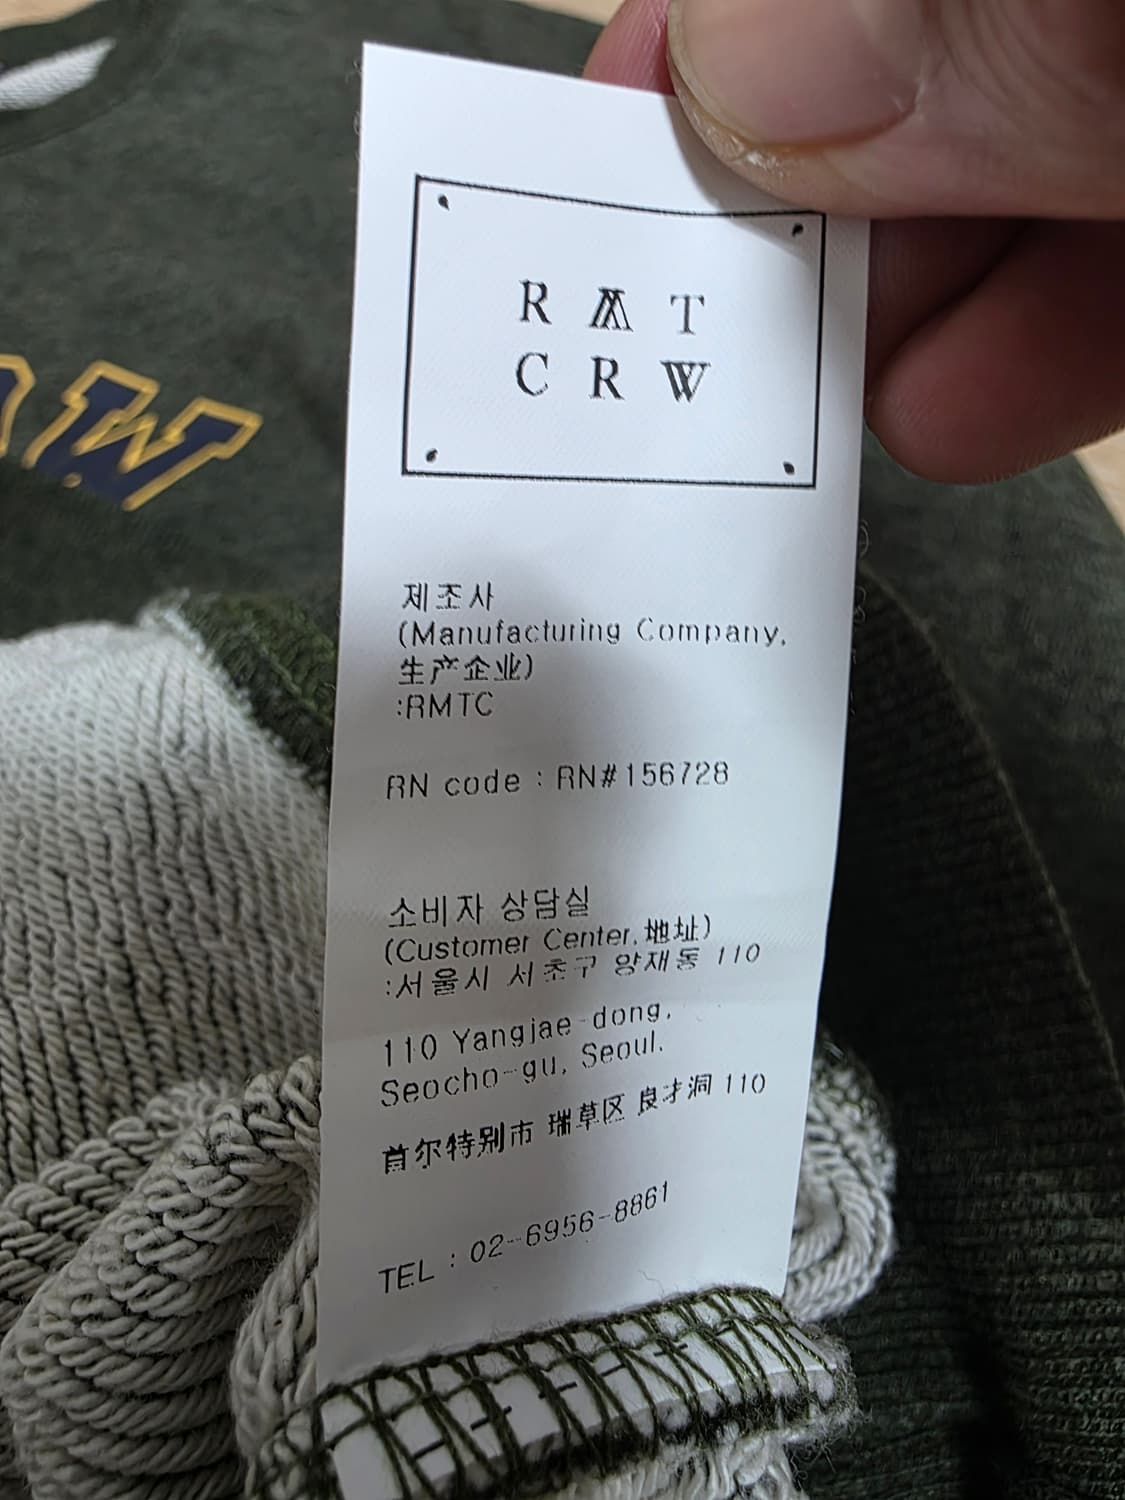 R M T
C R W
제조사
(Manufacturing Company,
生产企业)
:RMTC
RN code : RN#156728
소비자 상담실
(Customer Center, 地址)
:서울시 서초구 양재동 110
110 Yangjae-dong,
Seocho-gu, Seoul.
首尔特别市 瑞草区 良才洞 110
TEL : 02-6956-8861
W